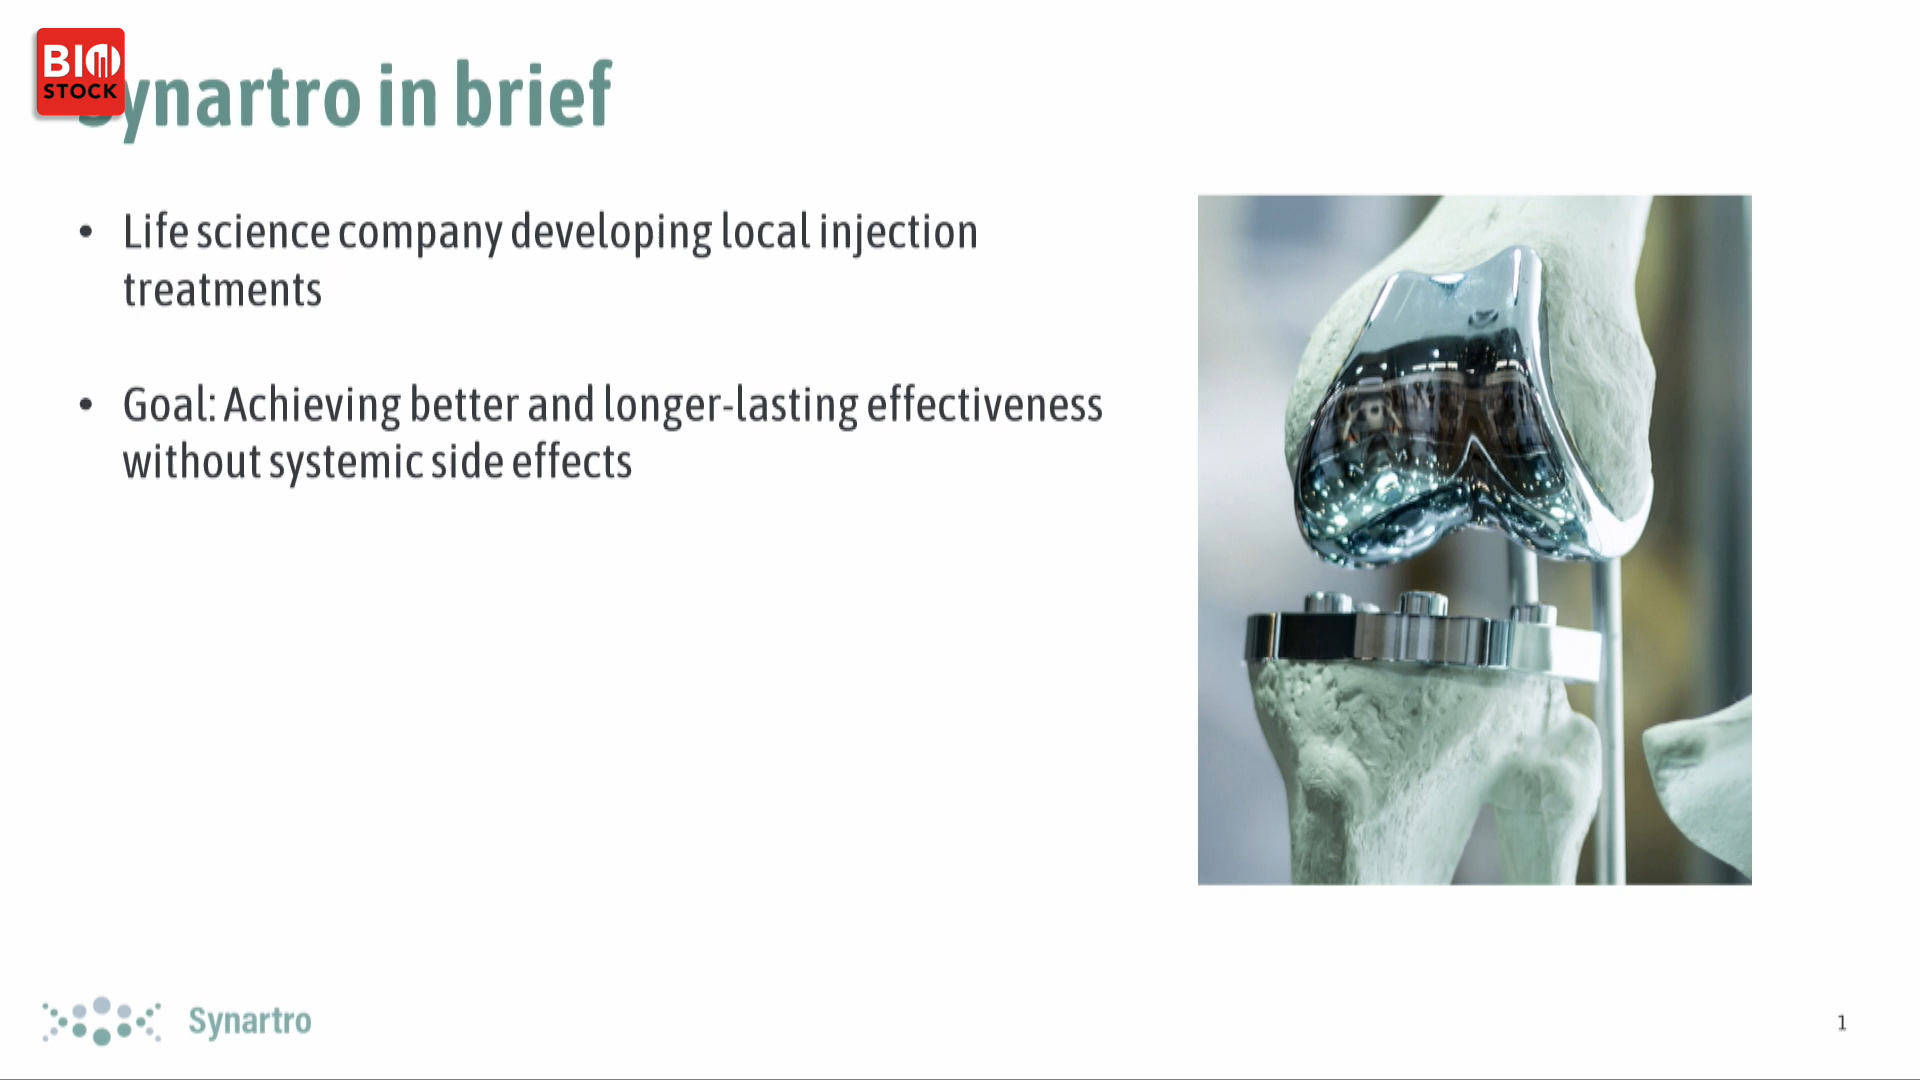 BIO
STOCK
Synartro in brief
• Life science company developing local injection
treatments
• Goal: Achieving better and longer-lasting effectiveness
without systemic side effects
Synartro
1